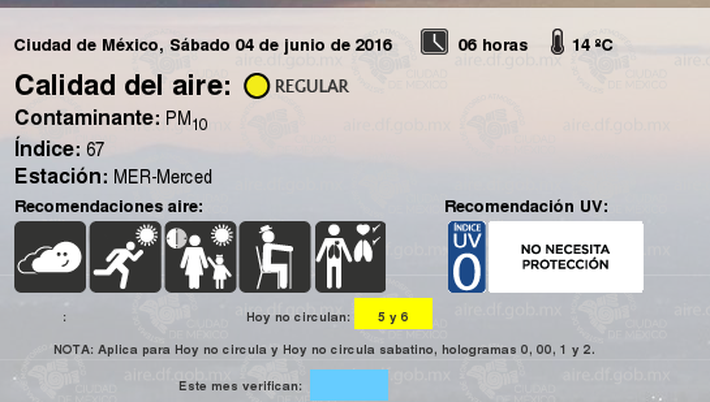 Ciudad de México, Sábado 04 de junio de 2016 06 horas 14 ºC
Calidad del aire: REGULAR
Contaminante: PM10
Índice: 67
Estación: MER-Merced
Recomendaciones aire: Recomendación UV:
ÍNDICE
UV
0
NO NECESITA
PROTECCIÓN
: Hoy no circulan: 5 y 6
NOTA: Aplica para Hoy no circula y Hoy no circula sabatino, hologramas 0, 00, 1 y 2.
Este mes verifican:
aire.df.gob.mx
CIUDAD
DE MÉXICO